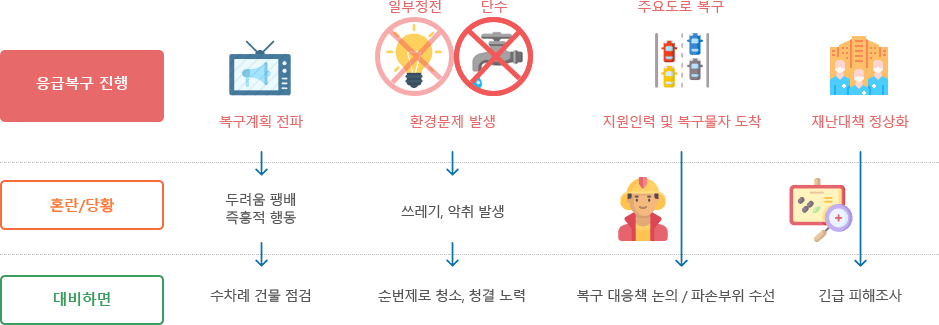 일부정전
단수
주요도로 복구
응급복구 진행
복구계획 전파
환경문제 발생
지원인력 및 복구물자 도착
재난대책 정상화
혼란/당황
두려움 팽배
즉흥적 행동
쓰레기, 악취 발생
대비하면
수차례 건물 점검
순번제로 청소, 청결 노력
복구 대응책 논의 / 파손부위 수선
긴급 피해조사